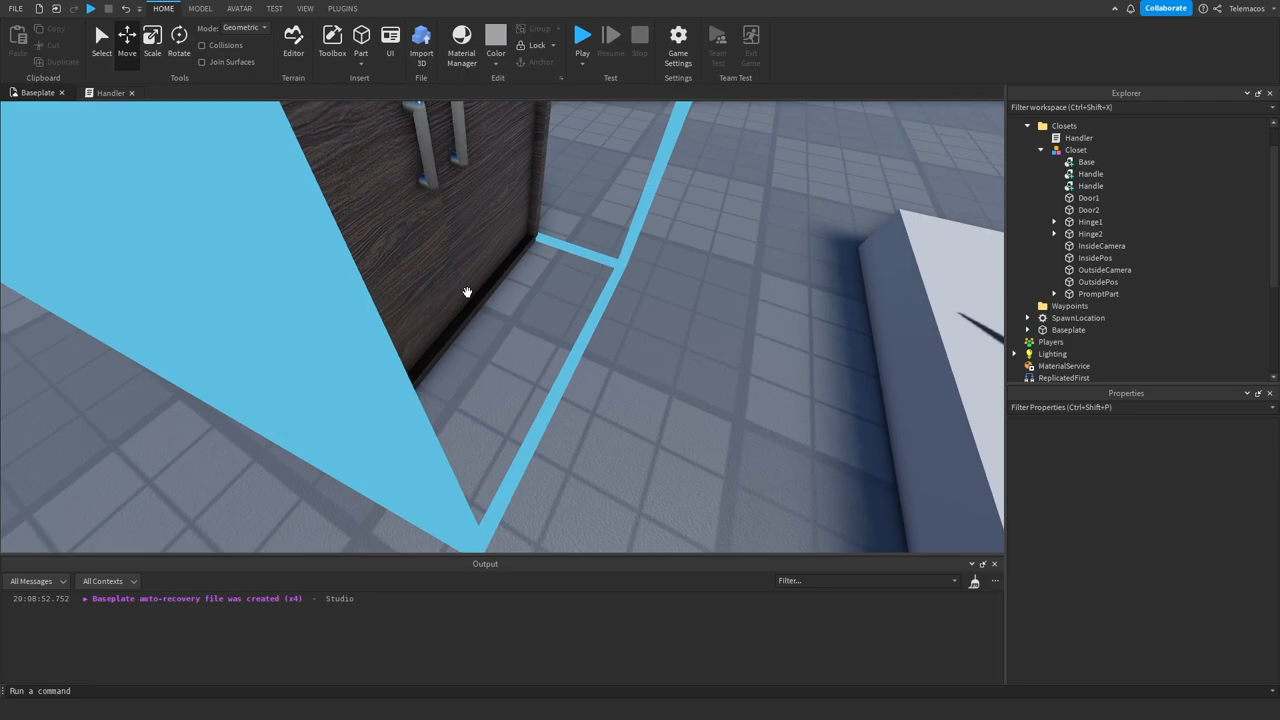 FILE HOME MODEL AVATAR TEST VIEW PLUGINS Collaborate Telemacos
Paste Copy Cut Duplicate Clipboard
Select Move Scale Rotate Mode: Geometric Collisions Join Surfaces Tools
Editor Terrain
Toolbox Part UI Insert
Import 3D File
Material Manager Color Group Lock Anchor Edit
Play Resume Stop Test
Game Settings Settings
Team Test Exit Game Team Test
Baseplate Handler
Explorer
Filter workspace (Ctrl+Shift+X)
Closets
Handler
Closet
Base
Handle
Handle
Door1
Door2
Hinge1
Hinge2
InsideCamera
InsidePos
OutsideCamera
OutsidePos
PromptPart
Waypoints
SpawnLocation
Baseplate
Players
Lighting
MaterialService
ReplicatedFirst
Properties
Filter Properties (Ctrl+Shift+P)
Output
All Messages All Contexts Filter...
20:08:52.752 Baseplate auto-recovery file was created (x4) - Studio
Run a command